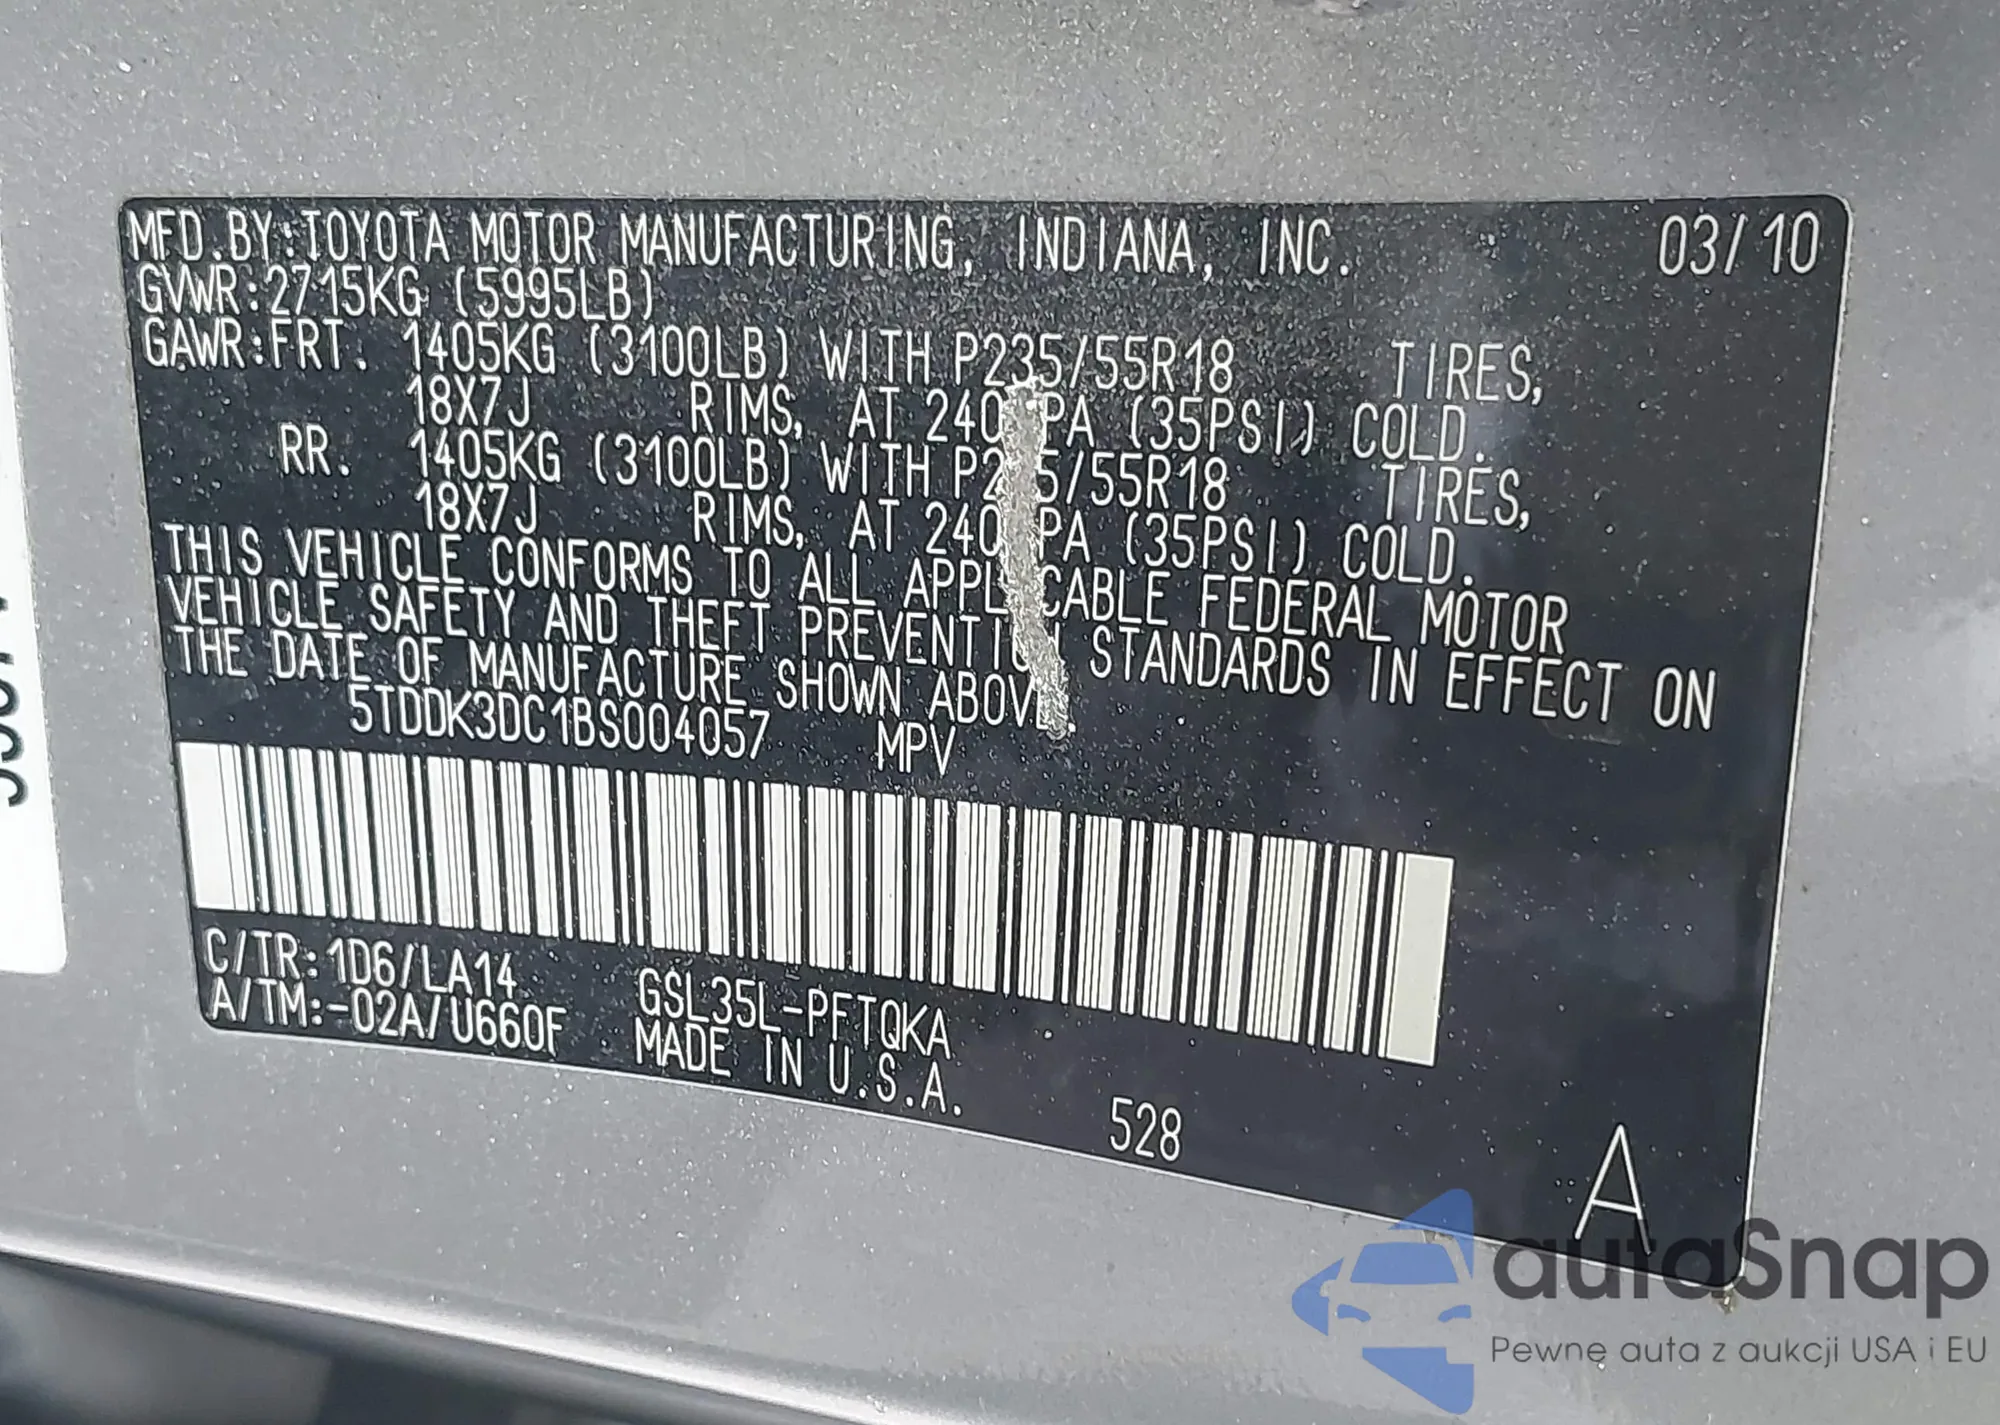 MFD.BY:TOYOTA MOTOR MANUFACTURING, INDIANA, INC. 03/10
GVWR:2715KG (5995LB)
GAWR:FRT. 1405KG (3100LB) WITH P235/55R18 TIRES,
18X7J RIMS, AT 240 PA (35PSI) COLD.
RR. 1405KG (3100LB) WITH P2 5/55R18 TIRES,
18X7J RIMS, AT 240 PA (35PSI) COLD.
THIS VEHICLE CONFORMS TO ALL APPLICABLE FEDERAL MOTOR
VEHICLE SAFETY AND THEFT PREVENTION STANDARDS IN EFFECT ON
THE DATE OF MANUFACTURE SHOWN ABOVE.
5TDDK3DC1BS004057 MPV
C/TR:1D6/LA14 GSL35L-PFTQKA
A/TM:-02A/U660F MADE IN U.S.A.
528
A
autaSnap
Pewne auta z aukcji USA i EU